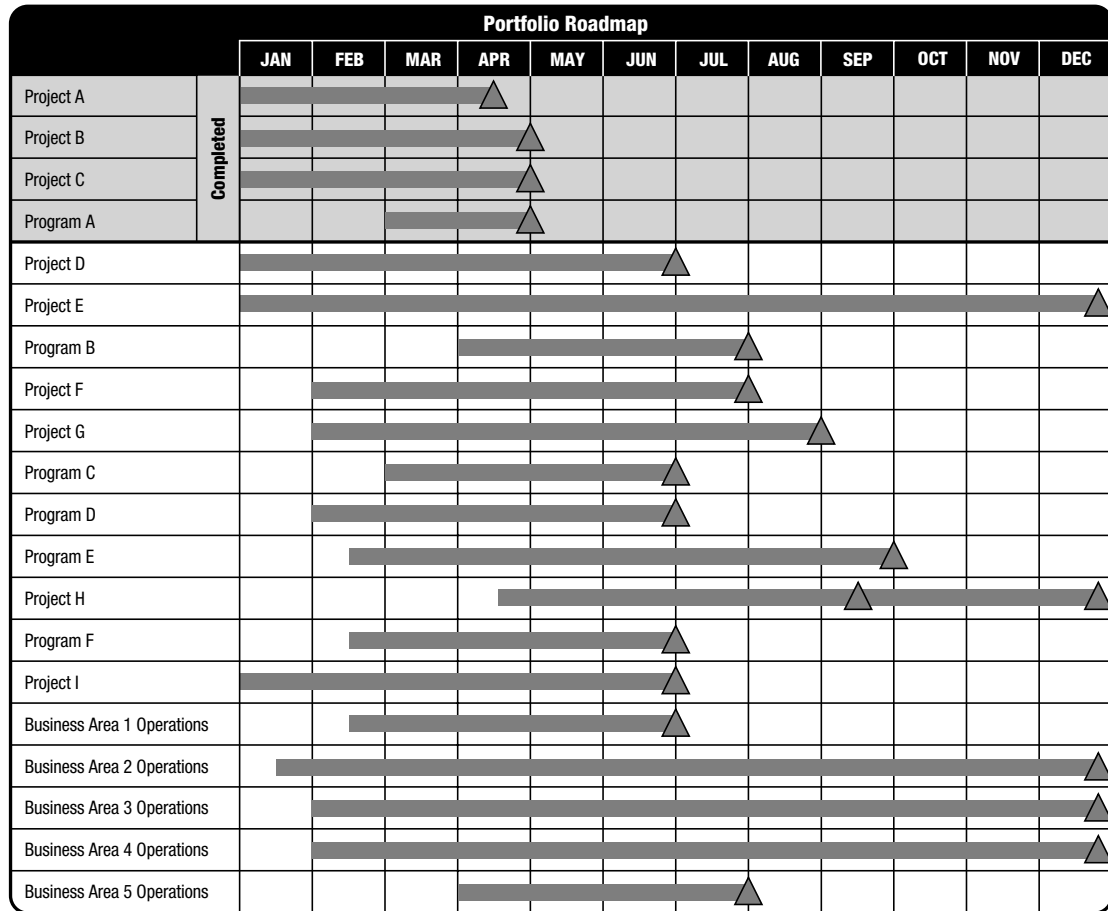 Portfolio Roadmap
JAN FEB MAR APR MAY JUN JUL AUG SEP OCT NOV DEC
Project A
Completed
Project B
Project C
Program A
Project D
Project E
Program B
Project F
Project G
Program C
Program D
Program E
Project H
Program F
Project I
Business Area 1 Operations
Business Area 2 Operations
Business Area 3 Operations
Business Area 4 Operations
Business Area 5 Operations